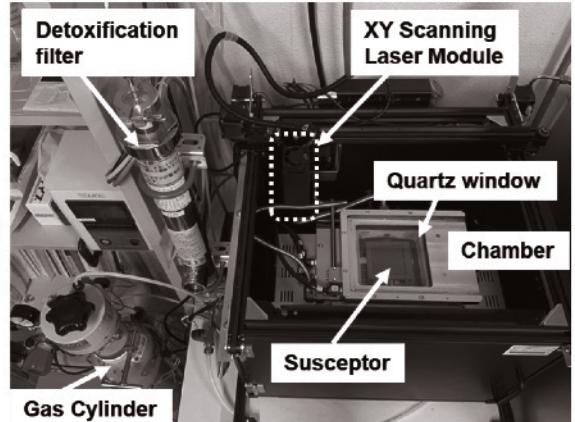 Detoxification
filter
XY Scanning
Laser Module
Quartz window
Chamber
Susceptor
Gas Cylinder